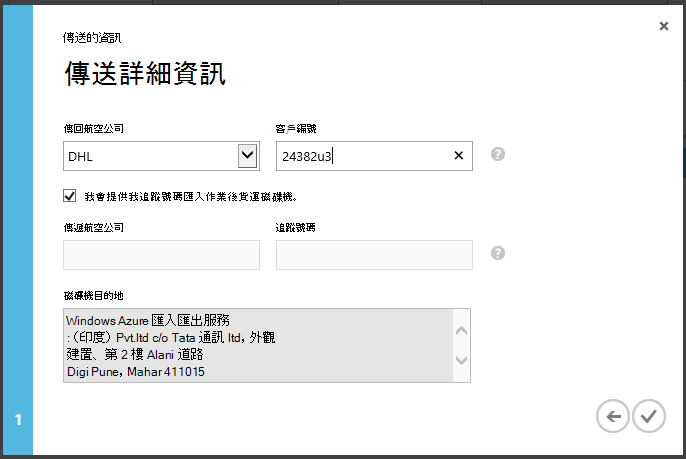 傳送的資訊
傳送詳細資訊
傳回航空公司
客戶編號
DHL
24382u3
我會提供我追蹤號碼匯入作業後貨運磁碟機。
傳遞航空公司
追蹤號碼
磁碟機目的地
Windows Azure 匯入匯出服務
:（印度） Pvt.ltd c/o Tata 通訊 ltd，外觀
建置、第 2 樓 Alani 道路
Digi Pune，Mahar 411015
1